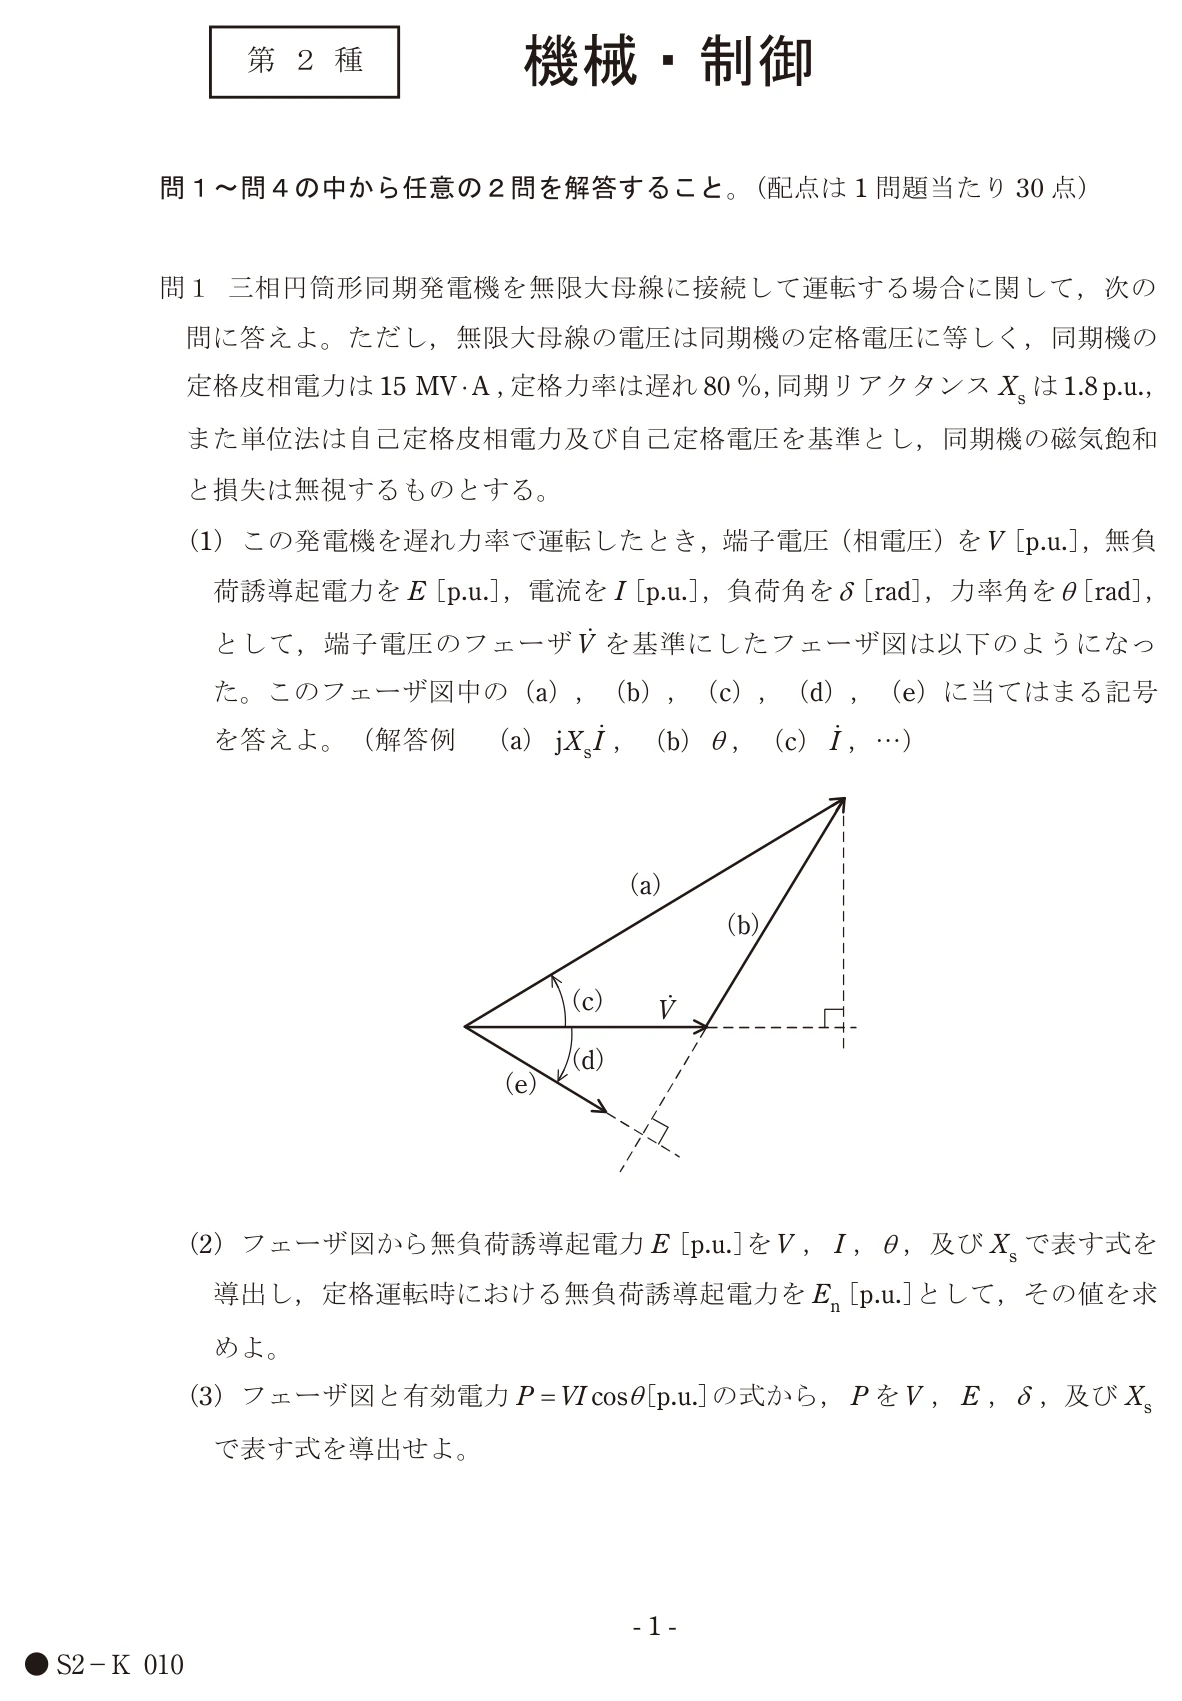 第 2 種
機械・制御
問1～問4の中から任意の2問を解答すること。(配点は1問題当たり 30 点)
問1 三相円筒形同期発電機を無限大母線に接続して運転する場合に関して，次の
問に答えよ。ただし，無限大母線の電圧は同期機の定格電圧に等しく，同期機の
定格皮相電力は 15 MV·A , 定格力率は遅れ 80 %, 同期リアクタンス Xs は 1.8 p.u.,
また単位法は自己定格皮相電力及び自己定格電圧を基準とし，同期機の磁気飽和
と損失は無視するものとする。
(1) この発電機を遅れ力率で運転したとき，端子電圧（相電圧）を V [p.u.]，無負
荷誘導起電力を E [p.u.]，電流を I [p.u.]，負荷角を δ [rad]，力率角を θ [rad]，
として，端子電圧のフェーザ V̇ を基準にしたフェーザ図は以下のようになっ
た。このフェーザ図中の（a），（b），（c），（d），（e）に当てはまる記号
を答えよ。（解答例 （a） jXsİ ，（b） θ，（c） İ ，…）
(a)
(b)
(c)
V̇
(d)
(e)
(2) フェーザ図から無負荷誘導起電力 E [p.u.] を V ， I ， θ ，及び Xs で表す式を
導出し，定格運転時における無負荷誘導起電力を En [p.u.] として，その値を求
めよ。
(3) フェーザ図と有効電力 P = VI cosθ [p.u.] の式から， P を V ， E ， δ ，及び Xs
で表す式を導出せよ。
- 1 -
●S2－K 010